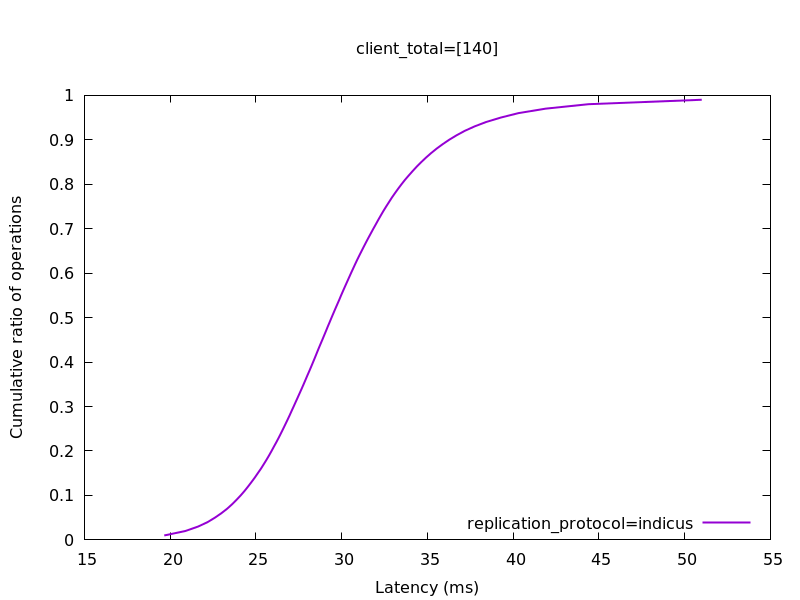 client_total=[140]
1
0.9
0.8
0.7
0.6
0.5
0.4
0.3
0.2
0.1
0
Cumulative ratio of operations
replication_protocol=indicus
15 20 25 30 35 40 45 50 55
Latency (ms)